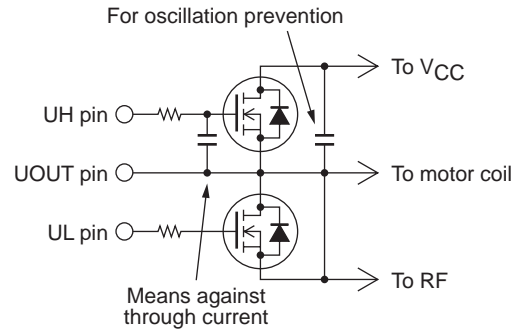 For oscillation prevention
To VCC
UH pin
UOUT pin
To motor coil
UL pin
To RF
Means against
through current